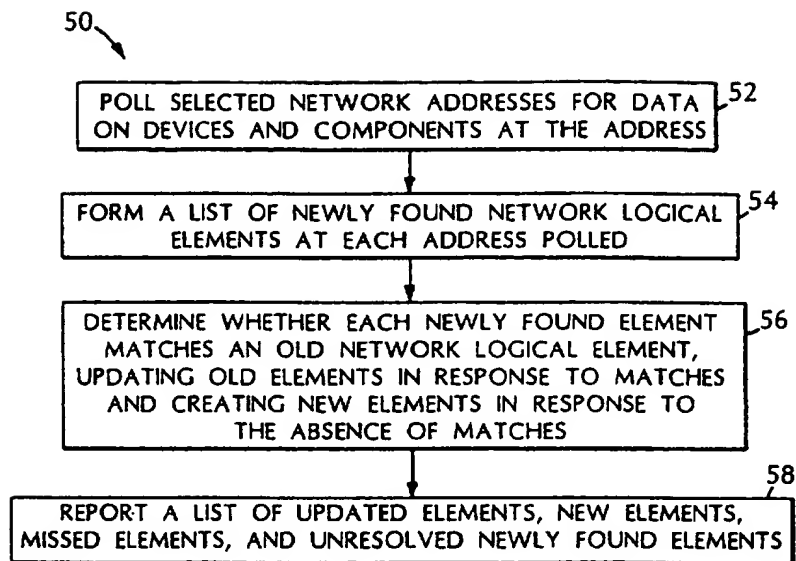 50
POLL SELECTED NETWORK ADDRESSES FOR DATA
ON DEVICES AND COMPONENTS AT THE ADDRESS
52
FORM A LIST OF NEWLY FOUND NETWORK LOGICAL
ELEMENTS AT EACH ADDRESS POLLED
54
DETERMINE WHETHER EACH NEWLY FOUND ELEMENT
MATCHES AN OLD NETWORK LOGICAL ELEMENT,
UPDATING OLD ELEMENTS IN RESPONSE TO MATCHES
AND CREATING NEW ELEMENTS IN RESPONSE TO
THE ABSENCE OF MATCHES.
56
REPORT A LIST OF UPDATED ELEMENTS, NEW ELEMENTS,
MISSED ELEMENTS, AND UNRESOLVED NEWLY FOUND ELEMENTS
58